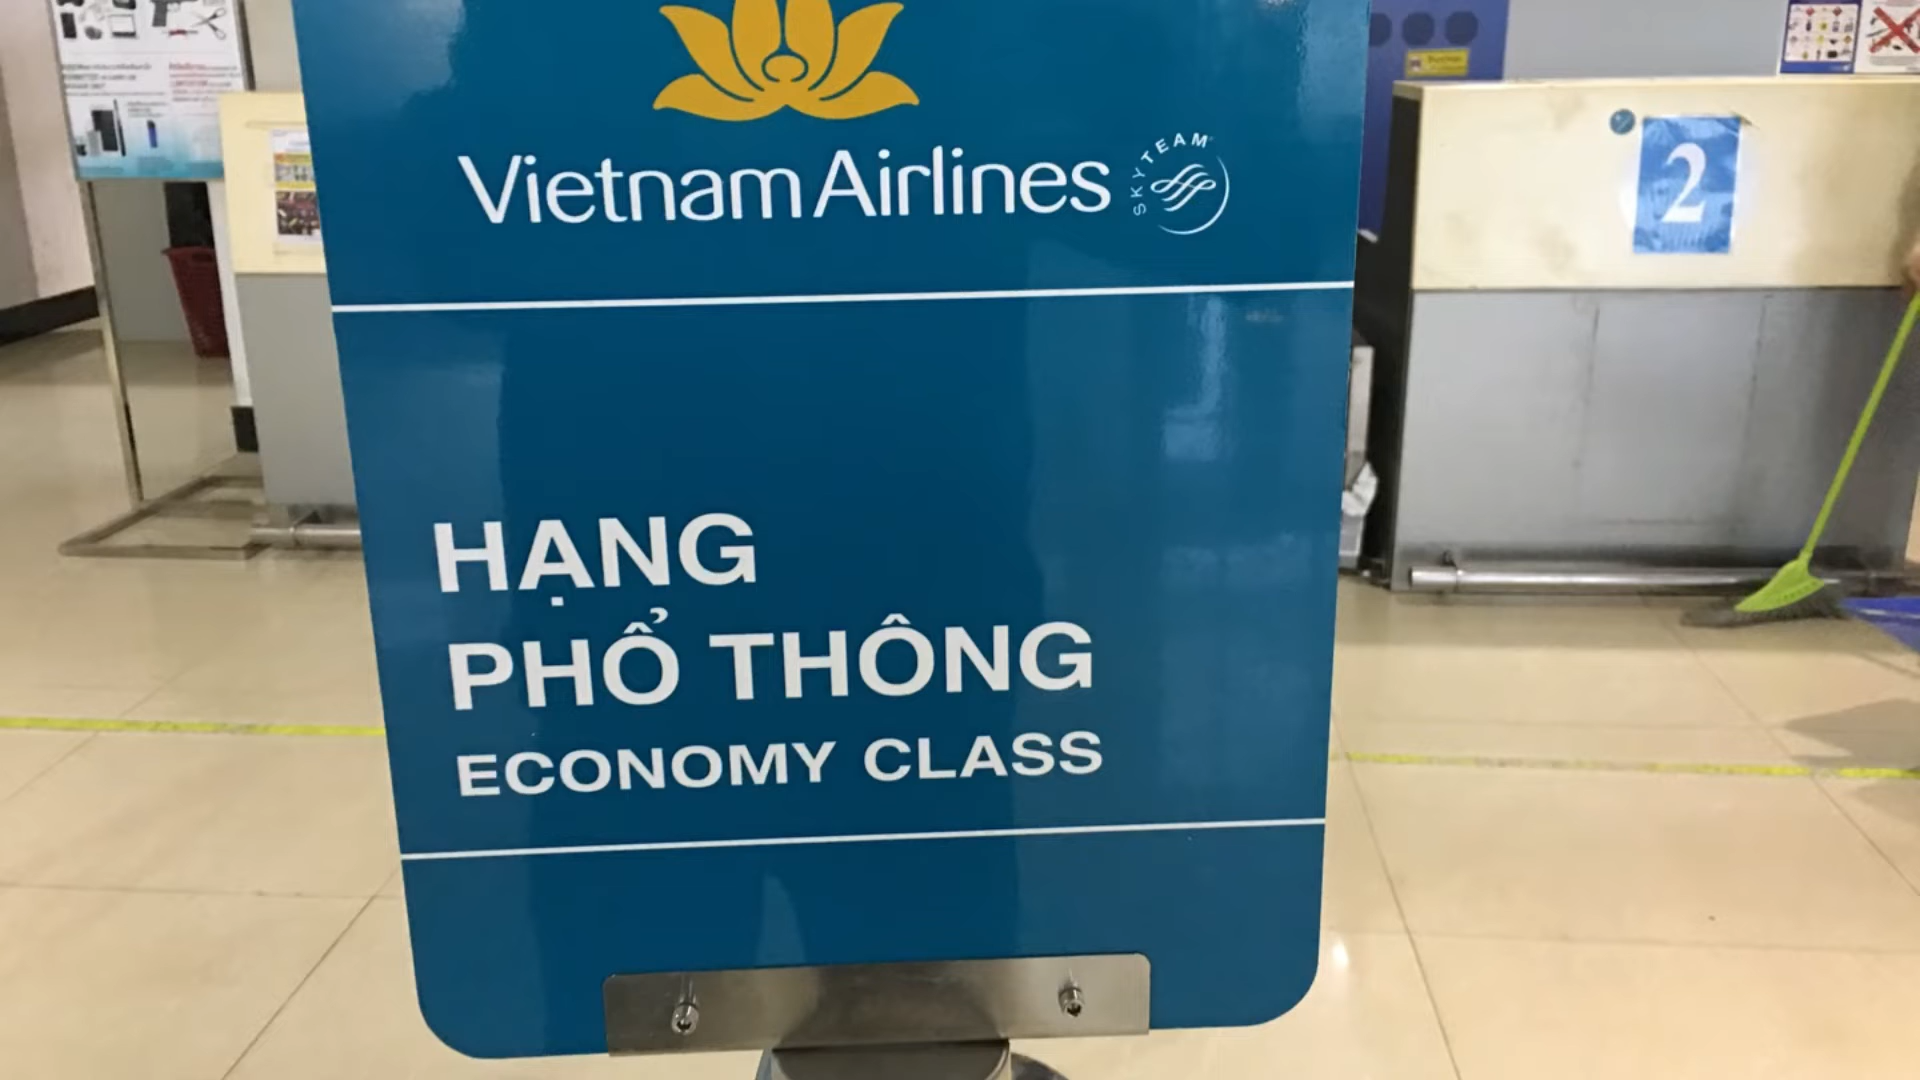 Vietnam Airlines
SKYTEAM
HẠNG
PHỔ THÔNG
ECONOMY CLASS
2